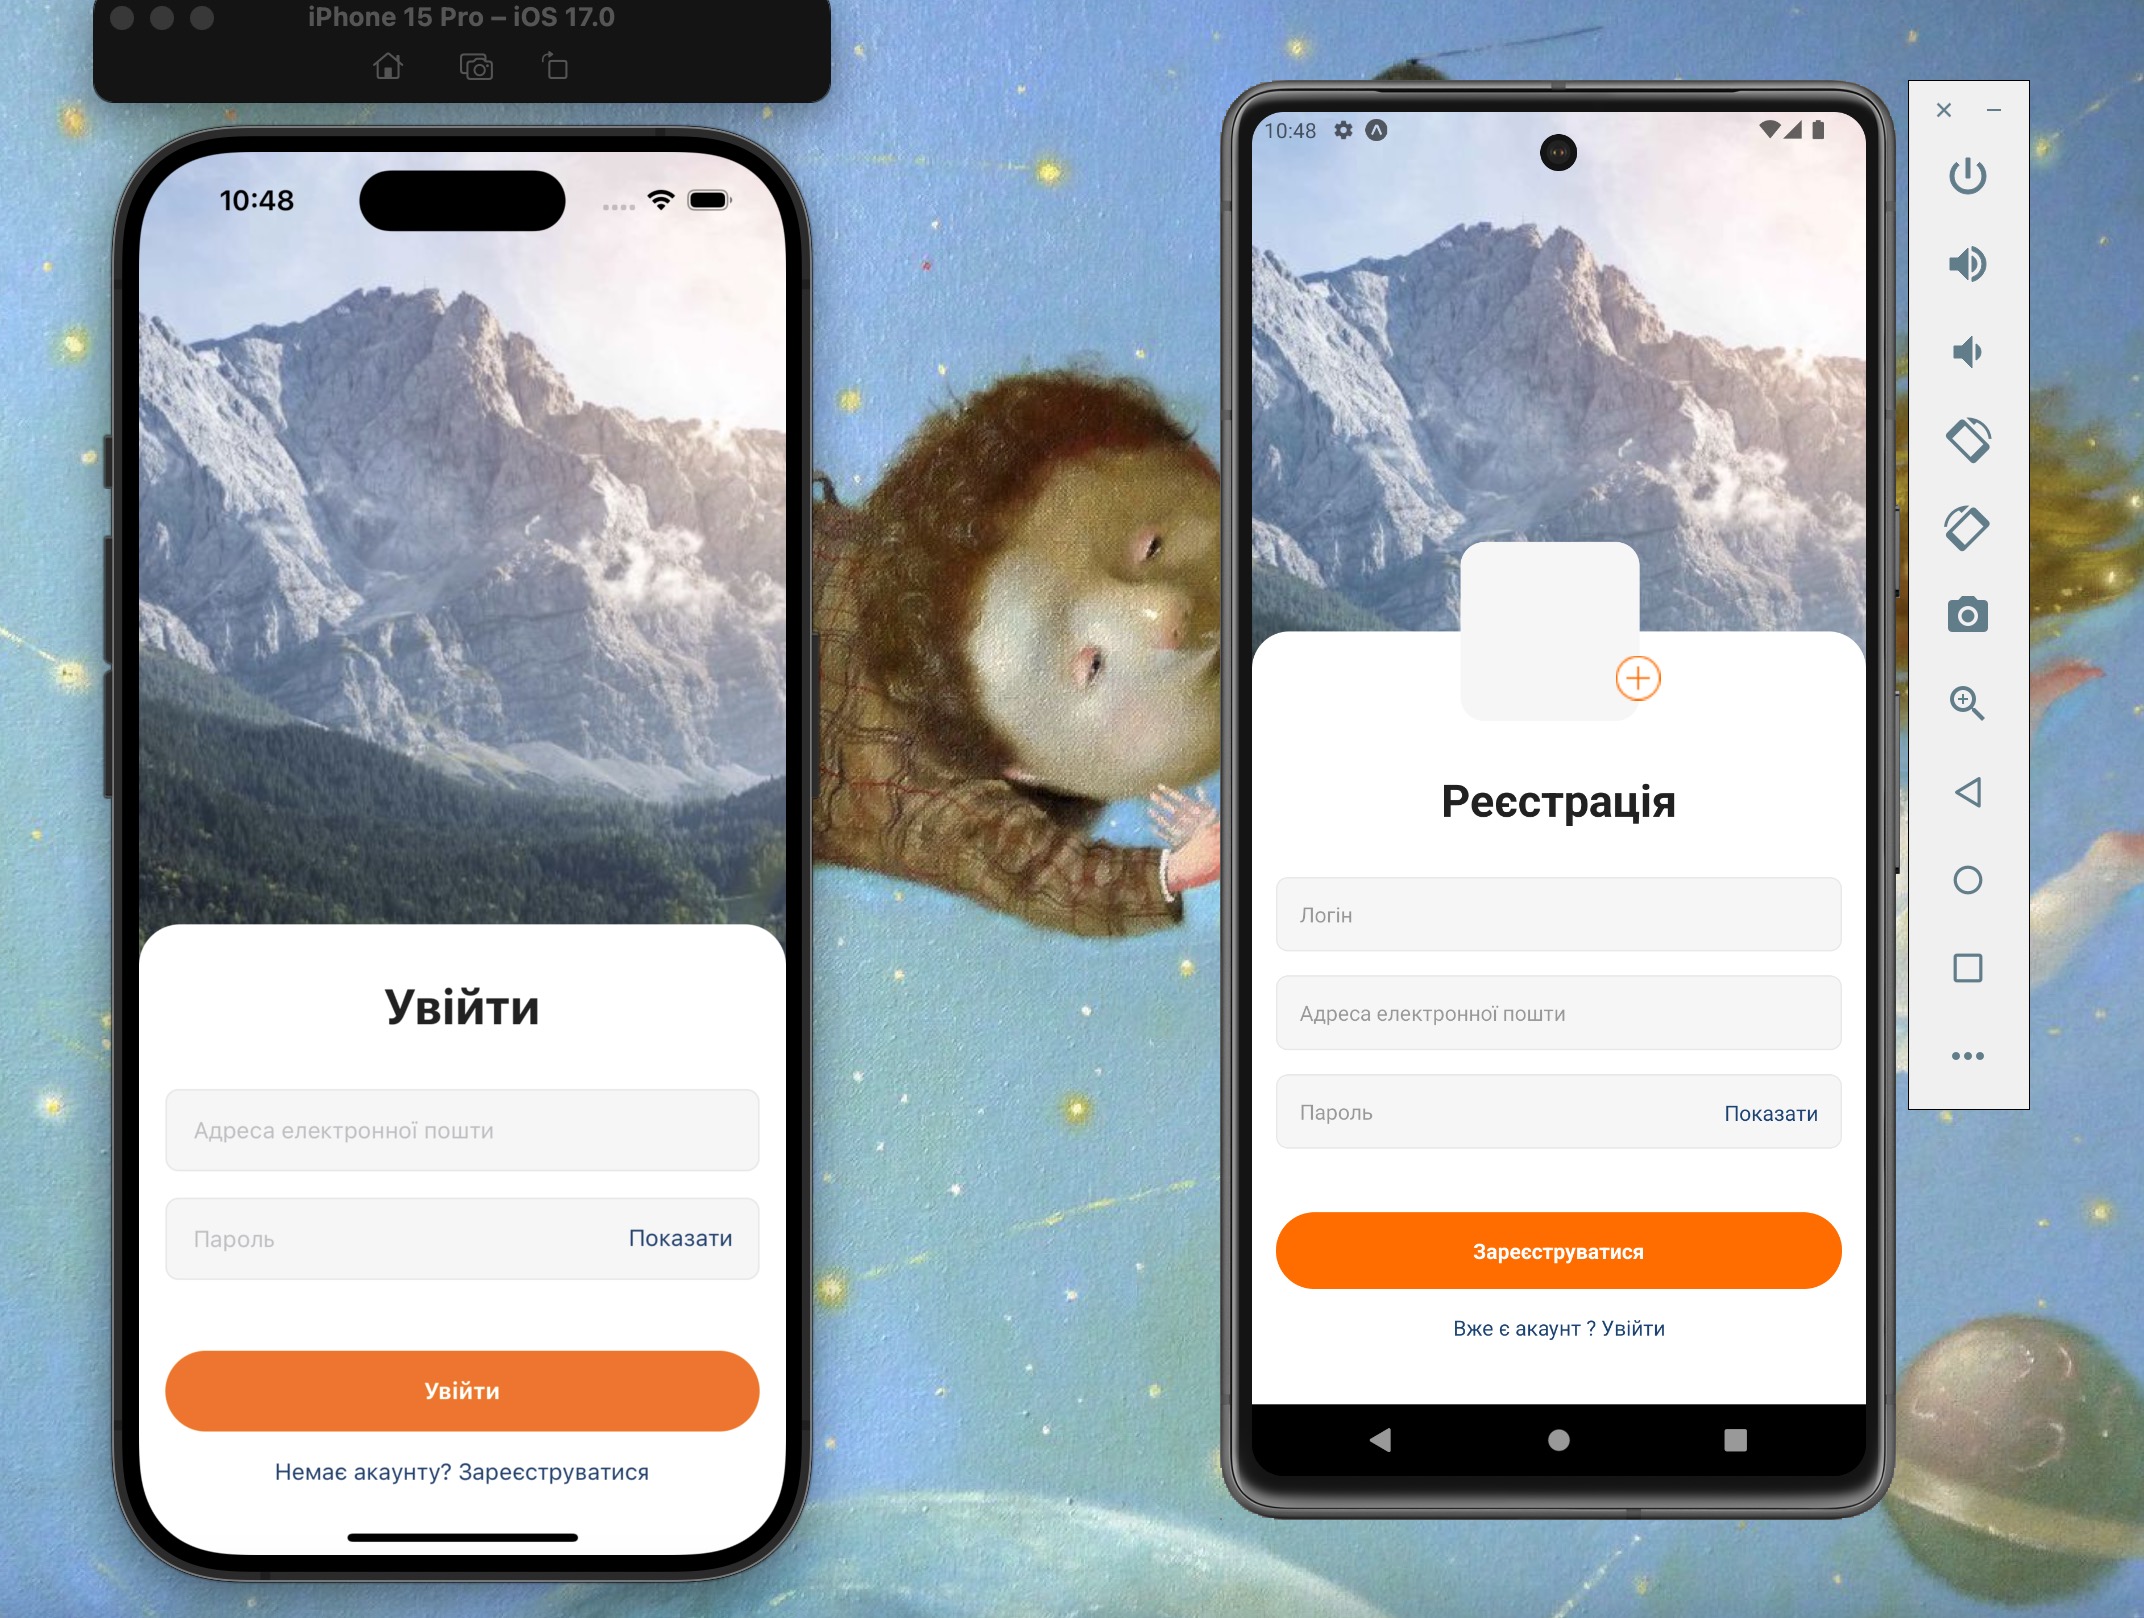 iPhone 15 Pro – iOS 17.0
10:48
Увійти
Адреса електронної пошти
Пароль
Показати
Увійти
Немає акаунту? Зареєструватися
10:48
Реєстрація
Логін
Адреса електронної пошти
Пароль
Показати
Зареєструватися
Вже є акаунт ? Увійти